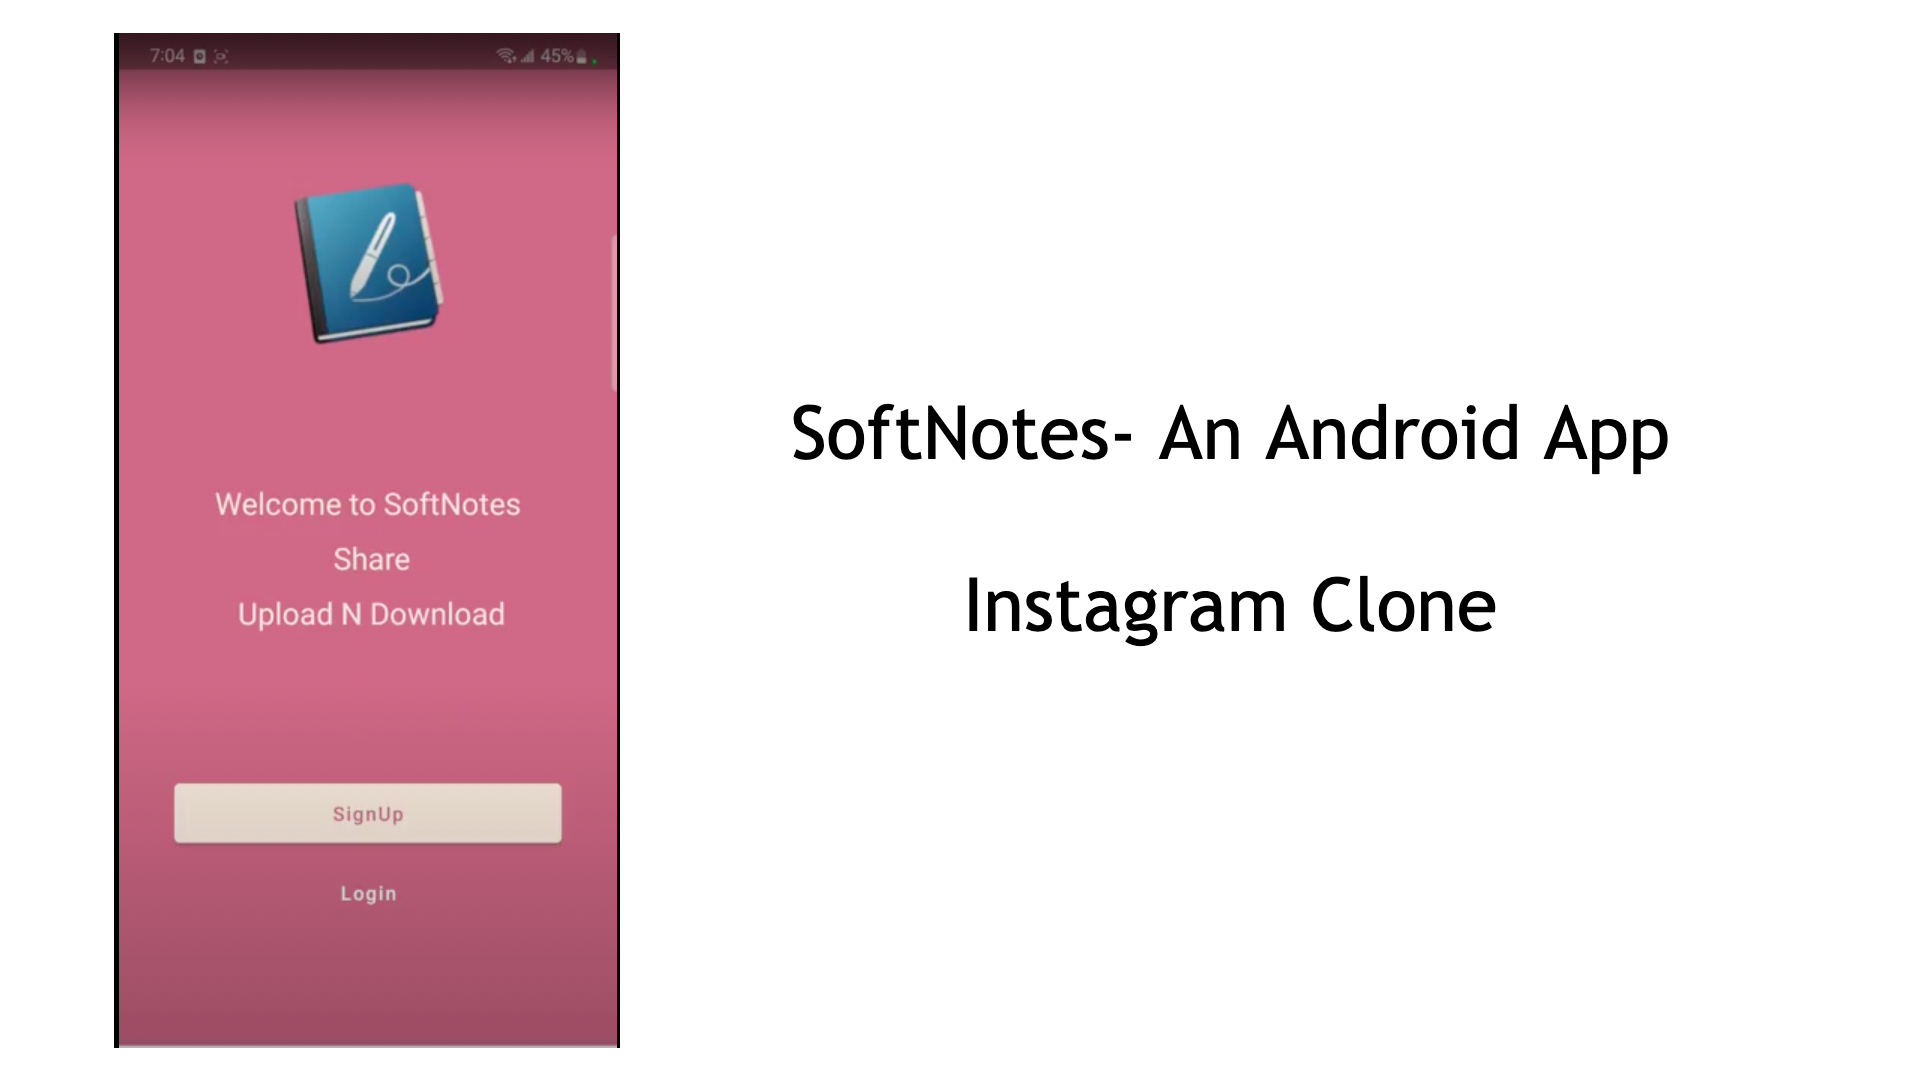 7:04 45%
Welcome to SoftNotes
Share
Upload N Download
SignUp
Login
SoftNotes- An Android App
Instagram Clone